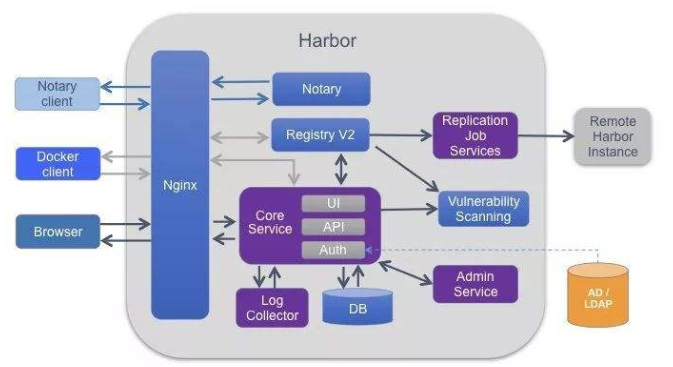 Harbor
Notary
client
Notary
Registry V2
Replication
Job
Services
Remote
Harbor
Instance
Docker
client
Nginx
UI
Core
Service
API
Auth
Vulnerability
Scanning
Browser
Log
Collector
DB
Admin
Service
AD /
LDAP